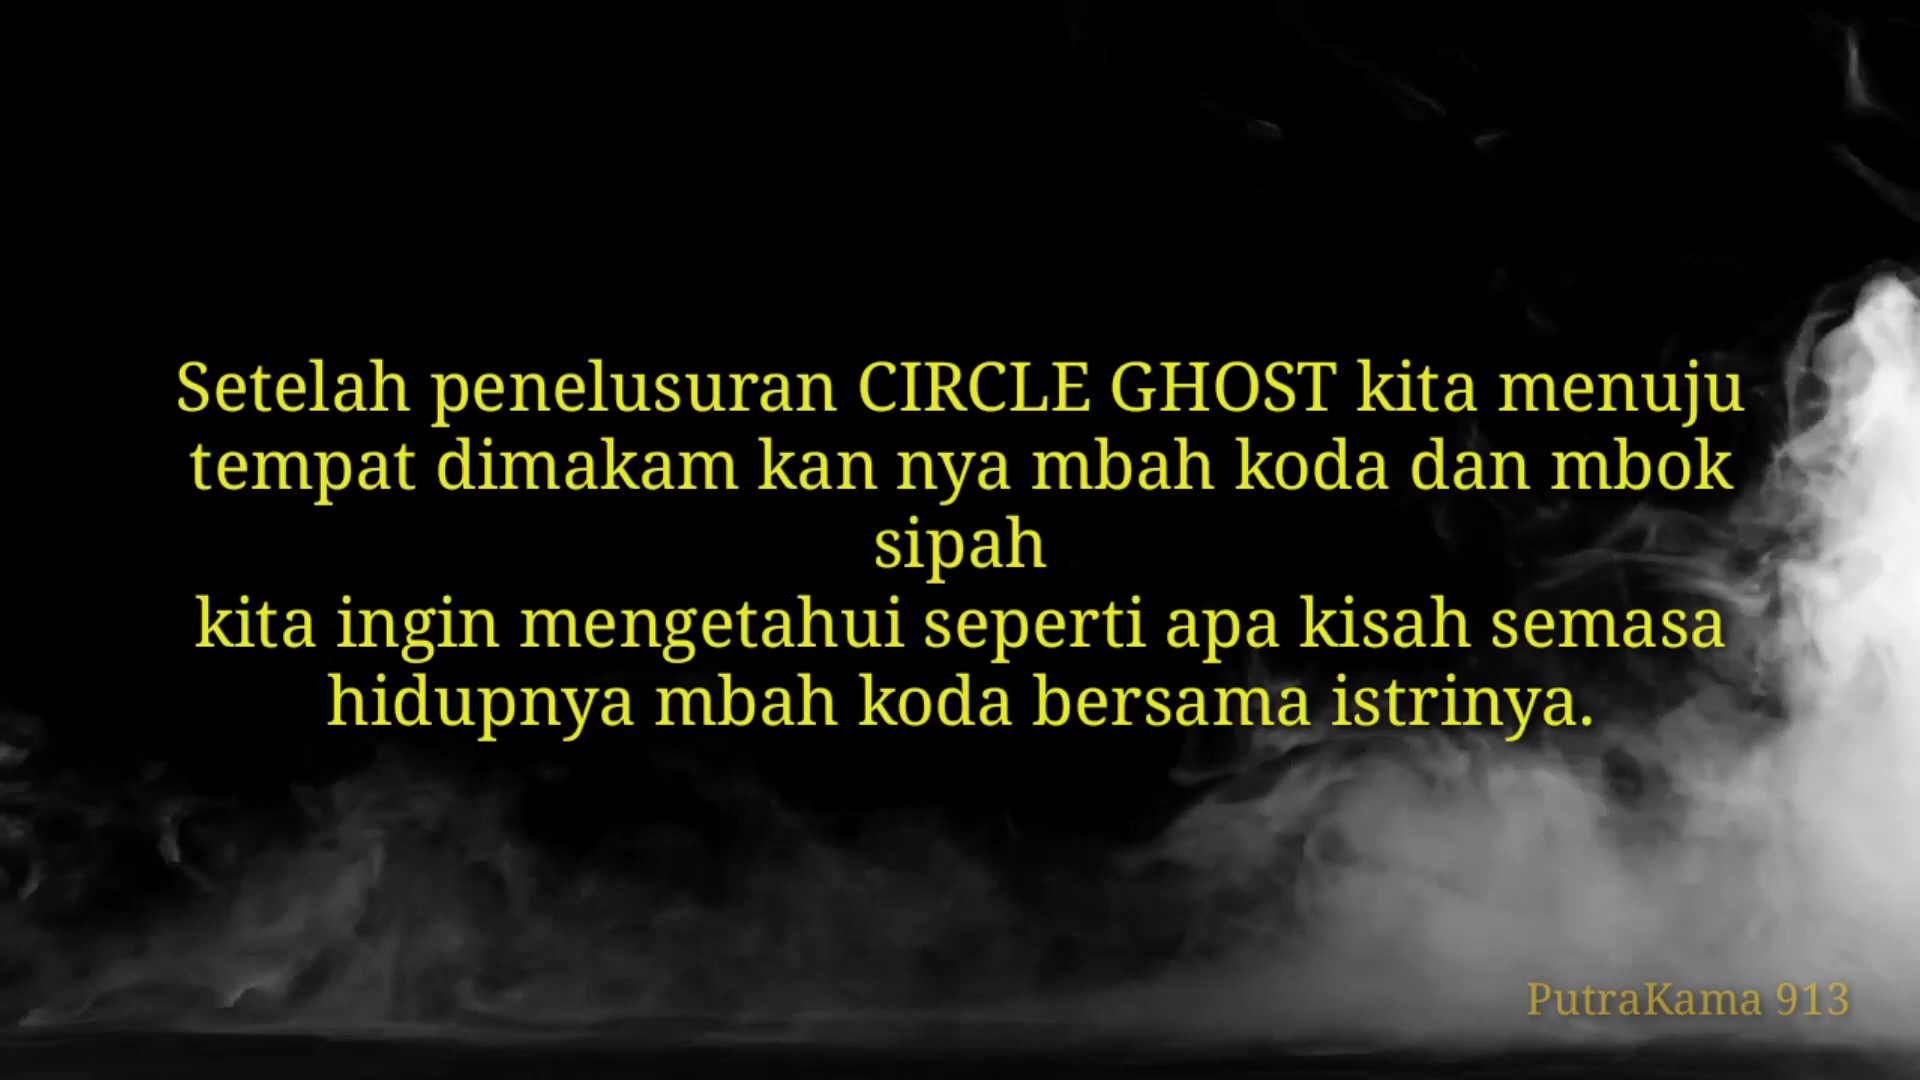 Setelah penelusuran CIRCLE GHOST kita menuju
tempat dimakam kan nya mbah koda dan mbok
sipah
kita ingin mengetahui seperti apa kisah semasa
hidupnya mbah koda bersama istrinya.
PutraKama 913